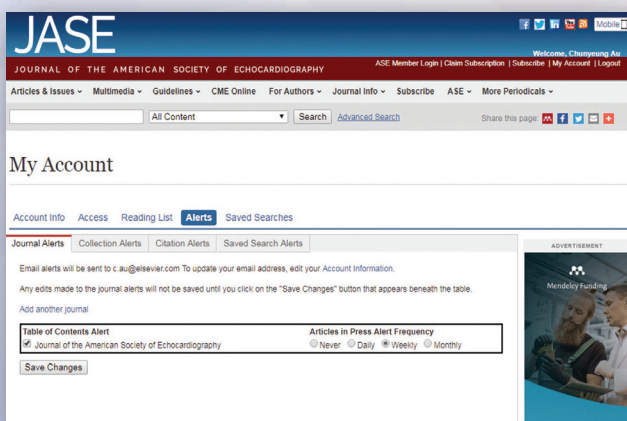 JASE
Mobile
Welcome, Chunyeung Au
JOURNAL OF THE AMERICAN SOCIETY OF ECHOCARDIOGRAPHY
ASE Member Login | Claim Subscription | Subscribe | My Account | Logout
Articles & Issues Multimedia Guidelines CME Online For Authors Journal Info Subscribe ASE More Periodicals
All Content Search Advanced Search Share this page:
My Account
Account Info Access Reading List Alerts Saved Searches
Journal Alerts Collection Alerts Citation Alerts Saved Search Alerts
ADVERTISEMENT
Email alerts will be sent to c.au@elsevier.com To update your email address, edit your Account Information.
Mendeley Funding
Any edits made to the journal alerts will not be saved until you click on the "Save Changes" button that appears beneath the table.
Add another journal
Table of Contents Alert Articles in Press Alert Frequency
Journal of the American Society of Echocardiography Never Daily Weekly Monthly
Save Changes